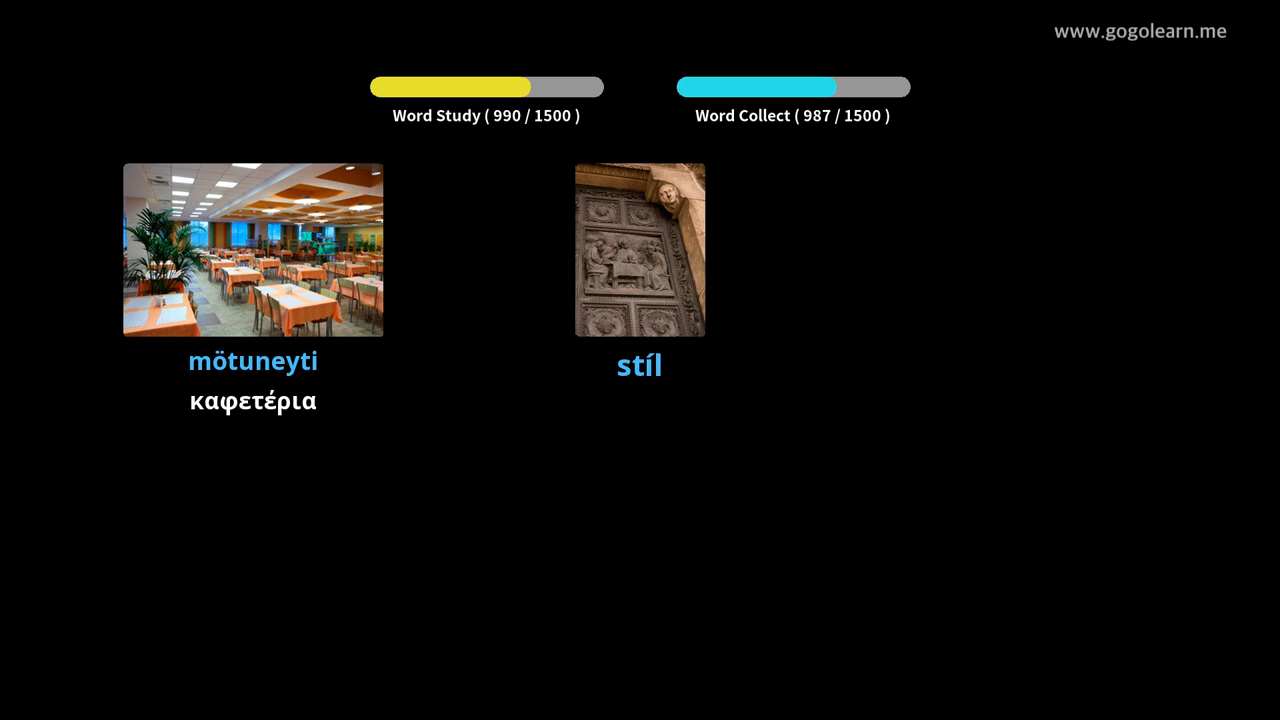 www.gogolearn.me
Word Study ( 990 / 1500 )
Word Collect ( 987 / 1500 )
mötuneyti
καφετέρια
stíl